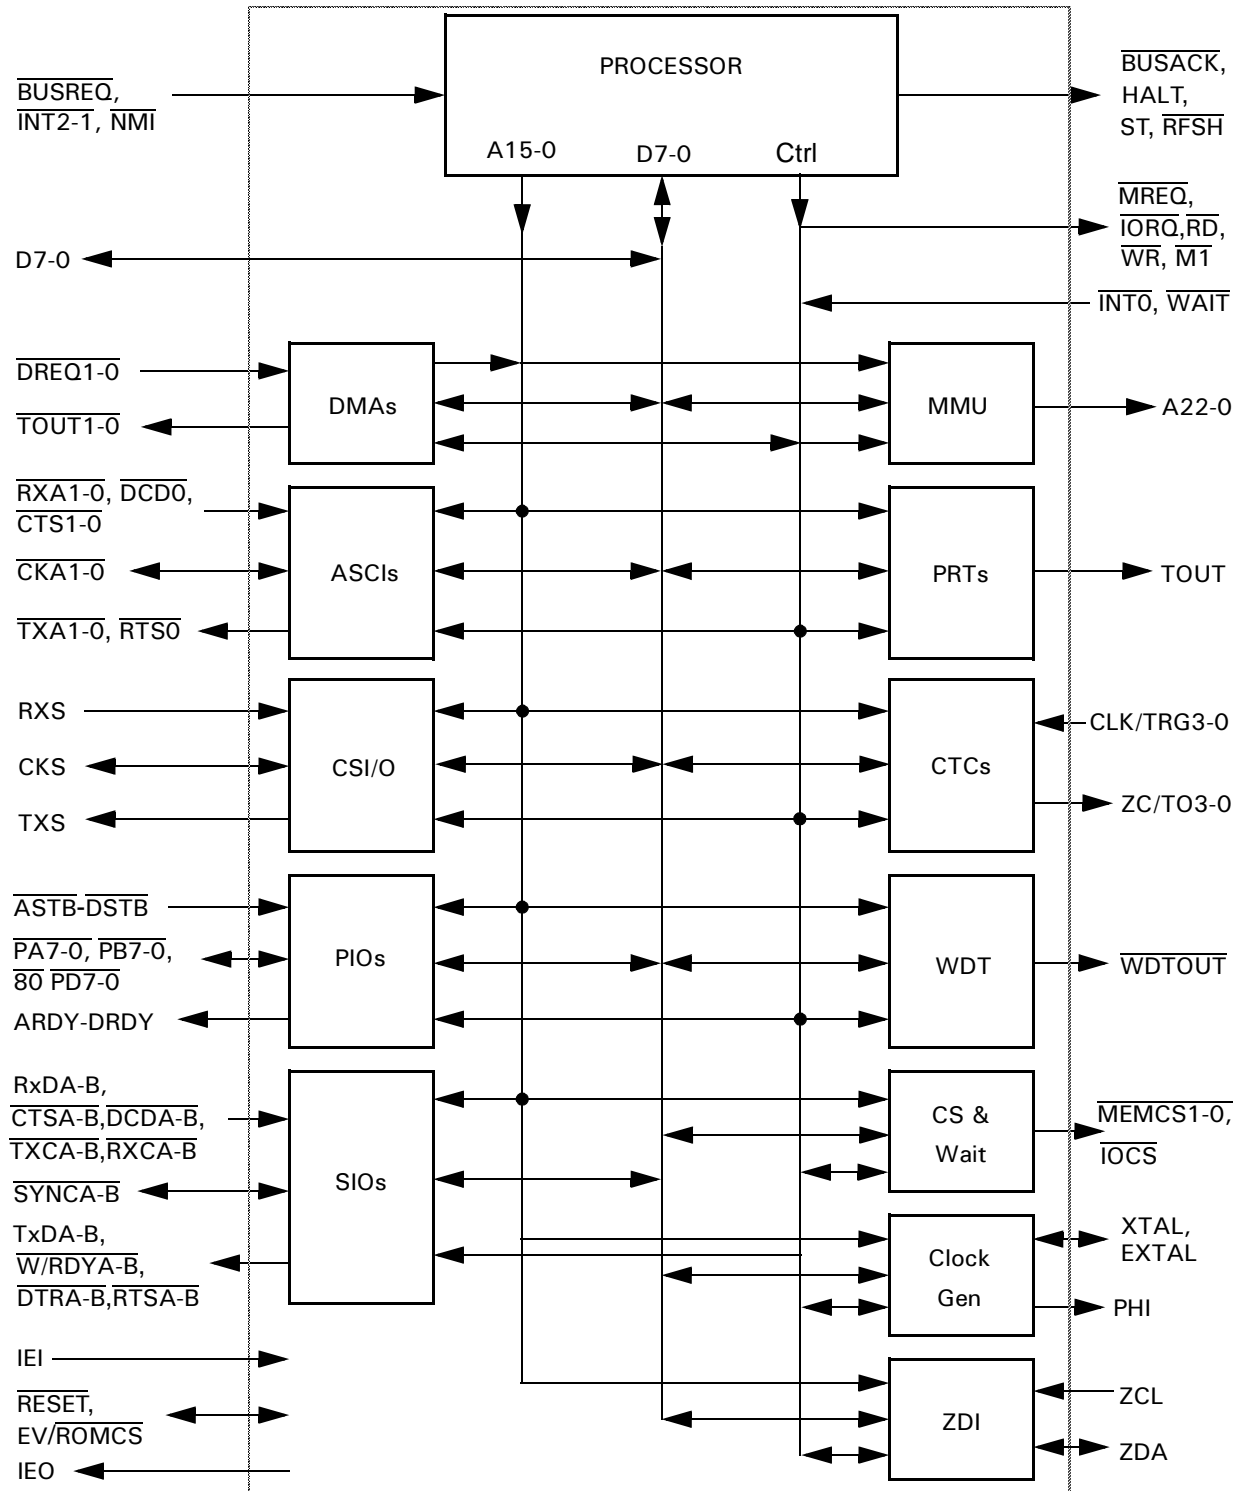 PROCESSOR
BUSREQ,
INT2-1, NMI
BUSACK,
HALT,
ST, RFSH
A15-0
D7-0
Ctrl
MREQ,
IORQ,RD,
WR, M1
D7-0
INT0, WAIT
DREQ1-0
TOUT1-0
DMAs
MMU
A22-0
RXA1-0, DCD0,
CTS1-0
CKA1-0
TXA1-0, RTS0
ASCIs
PRTs
TOUT
RXS
CKS
TXS
CSI/O
CTCs
CLK/TRG3-0
ZC/TO3-0
ASTB-DSTB
PA7-0, PB7-0,
80 PD7-0
ARDY-DRDY
PIOs
WDT
WDTOUT
RxDA-B,
CTSA-B,DCDA-B,
TXCA-B,RXCA-B
SYNCA-B
TxDA-B,
W/RDYA-B,
DTRA-B,RTSA-B
SIOs
CS &
Wait
MEMCS1-0,
IOCS
Clock
Gen
XTAL,
EXTAL
PHI
IEI
RESET,
EV/ROMCS
IEO
ZDI
ZCL
ZDA